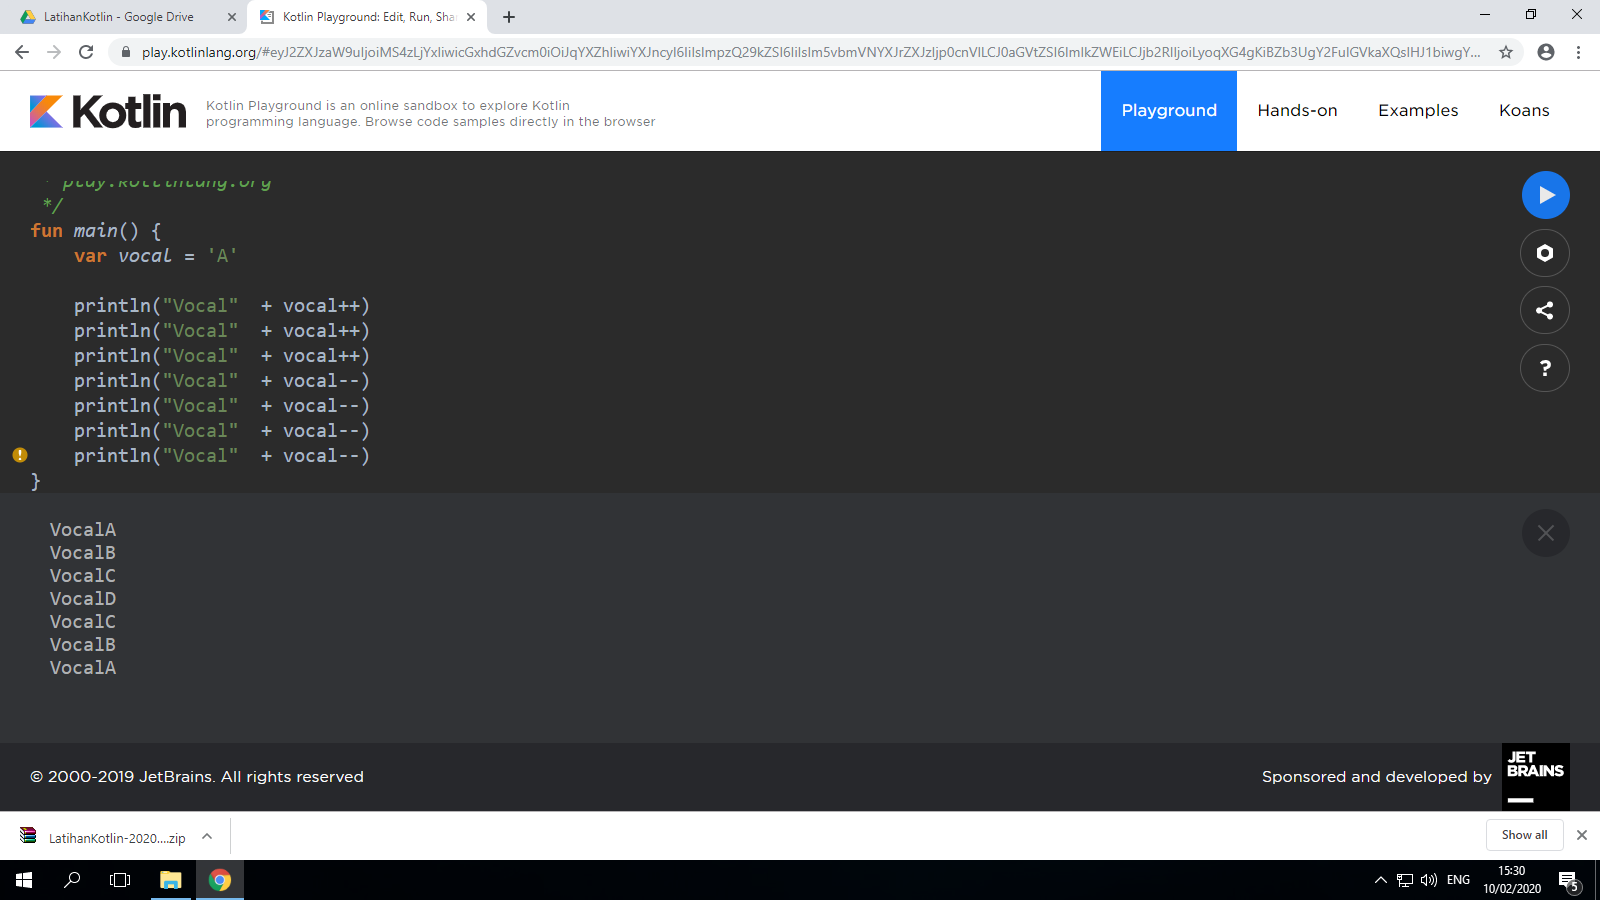 LatihanKotlin - Google Drive
Kotlin Playground: Edit, Run, Sha
play.kotlinlang.org/#eyJ2ZXJzaW9uIjoiMS4zLjYxIiwicGxhdGZvcm0iOiJqYXZhIiwiYXJncyI6IiIsImpzQ29kZSI6IiIsIm5vbmVNYXJrZXJzIjp0cnVlLCJ0aGVtZSI6ImlkZWEiLCJjb2RlIjoiLyoqXG4gKiBZb3UgY2FuIGVkaXQsIHJ1biwgY...
Kotlin
Kotlin Playground is an online sandbox to explore Kotlin
programming language. Browse code samples directly in the browser
Playground
Hands-on
Examples
Koans
* play.kotlinlang.org
*/
fun main() {
var vocal = 'A'
println("Vocal" + vocal++)
println("Vocal" + vocal++)
println("Vocal" + vocal++)
println("Vocal" + vocal--)
println("Vocal" + vocal--)
println("Vocal" + vocal--)
println("Vocal" + vocal--)
}
VocalA
VocalB
VocalC
VocalD
VocalC
VocalB
VocalA
© 2000-2019 JetBrains. All rights reserved
Sponsored and developed by
JET
BRAINS
LatihanKotlin-2020....zip
Show all
ENG
15:30
10/02/2020
5